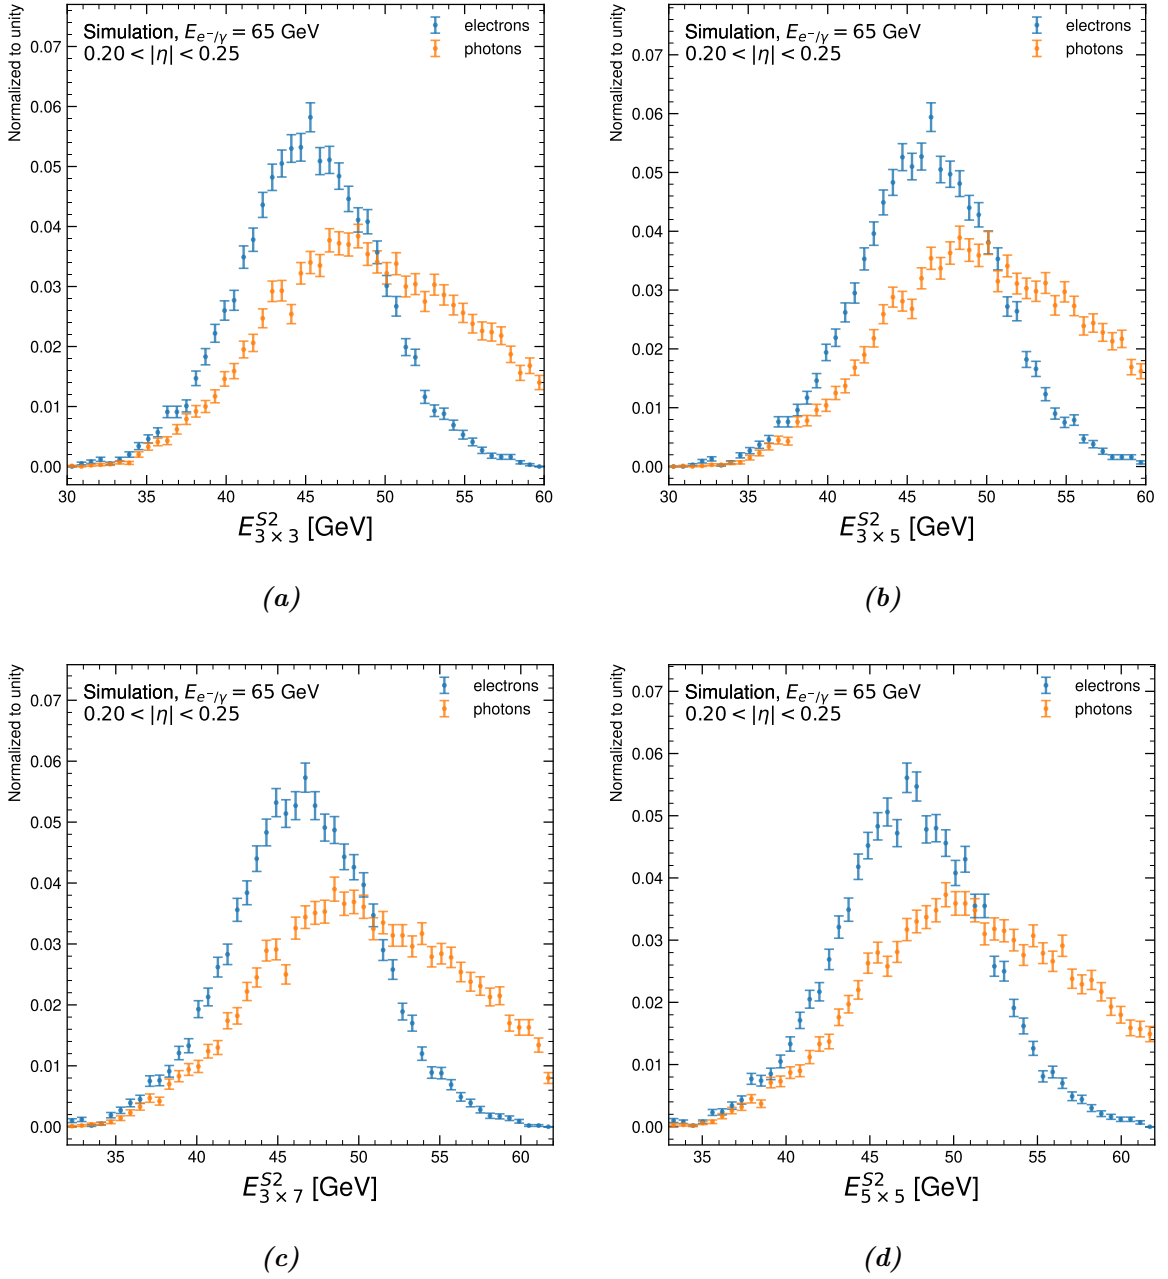 Normalized to unity
Simulation, E_{e⁻/γ} = 65 GeV
0.20 < |η| < 0.25
electrons
photons
0.07
0.06
0.05
0.04
0.03
0.02
0.01
0.00
30 35 40 45 50 55 60
E^{S2}_{3 × 3} [GeV]
(a)
Normalized to unity
Simulation, E_{e⁻/γ} = 65 GeV
0.20 < |η| < 0.25
electrons
photons
0.07
0.06
0.05
0.04
0.03
0.02
0.01
0.00
30 35 40 45 50 55 60
E^{S2}_{3 × 5} [GeV]
(b)
Normalized to unity
Simulation, E_{e⁻/γ} = 65 GeV
0.20 < |η| < 0.25
electrons
photons
0.07
0.06
0.05
0.04
0.03
0.02
0.01
0.00
35 40 45 50 55 60
E^{S2}_{3 × 7} [GeV]
(c)
Normalized to unity
Simulation, E_{e⁻/γ} = 65 GeV
0.20 < |η| < 0.25
electrons
photons
0.07
0.06
0.05
0.04
0.03
0.02
0.01
0.00
35 40 45 50 55 60
E^{S2}_{5 × 5} [GeV]
(d)